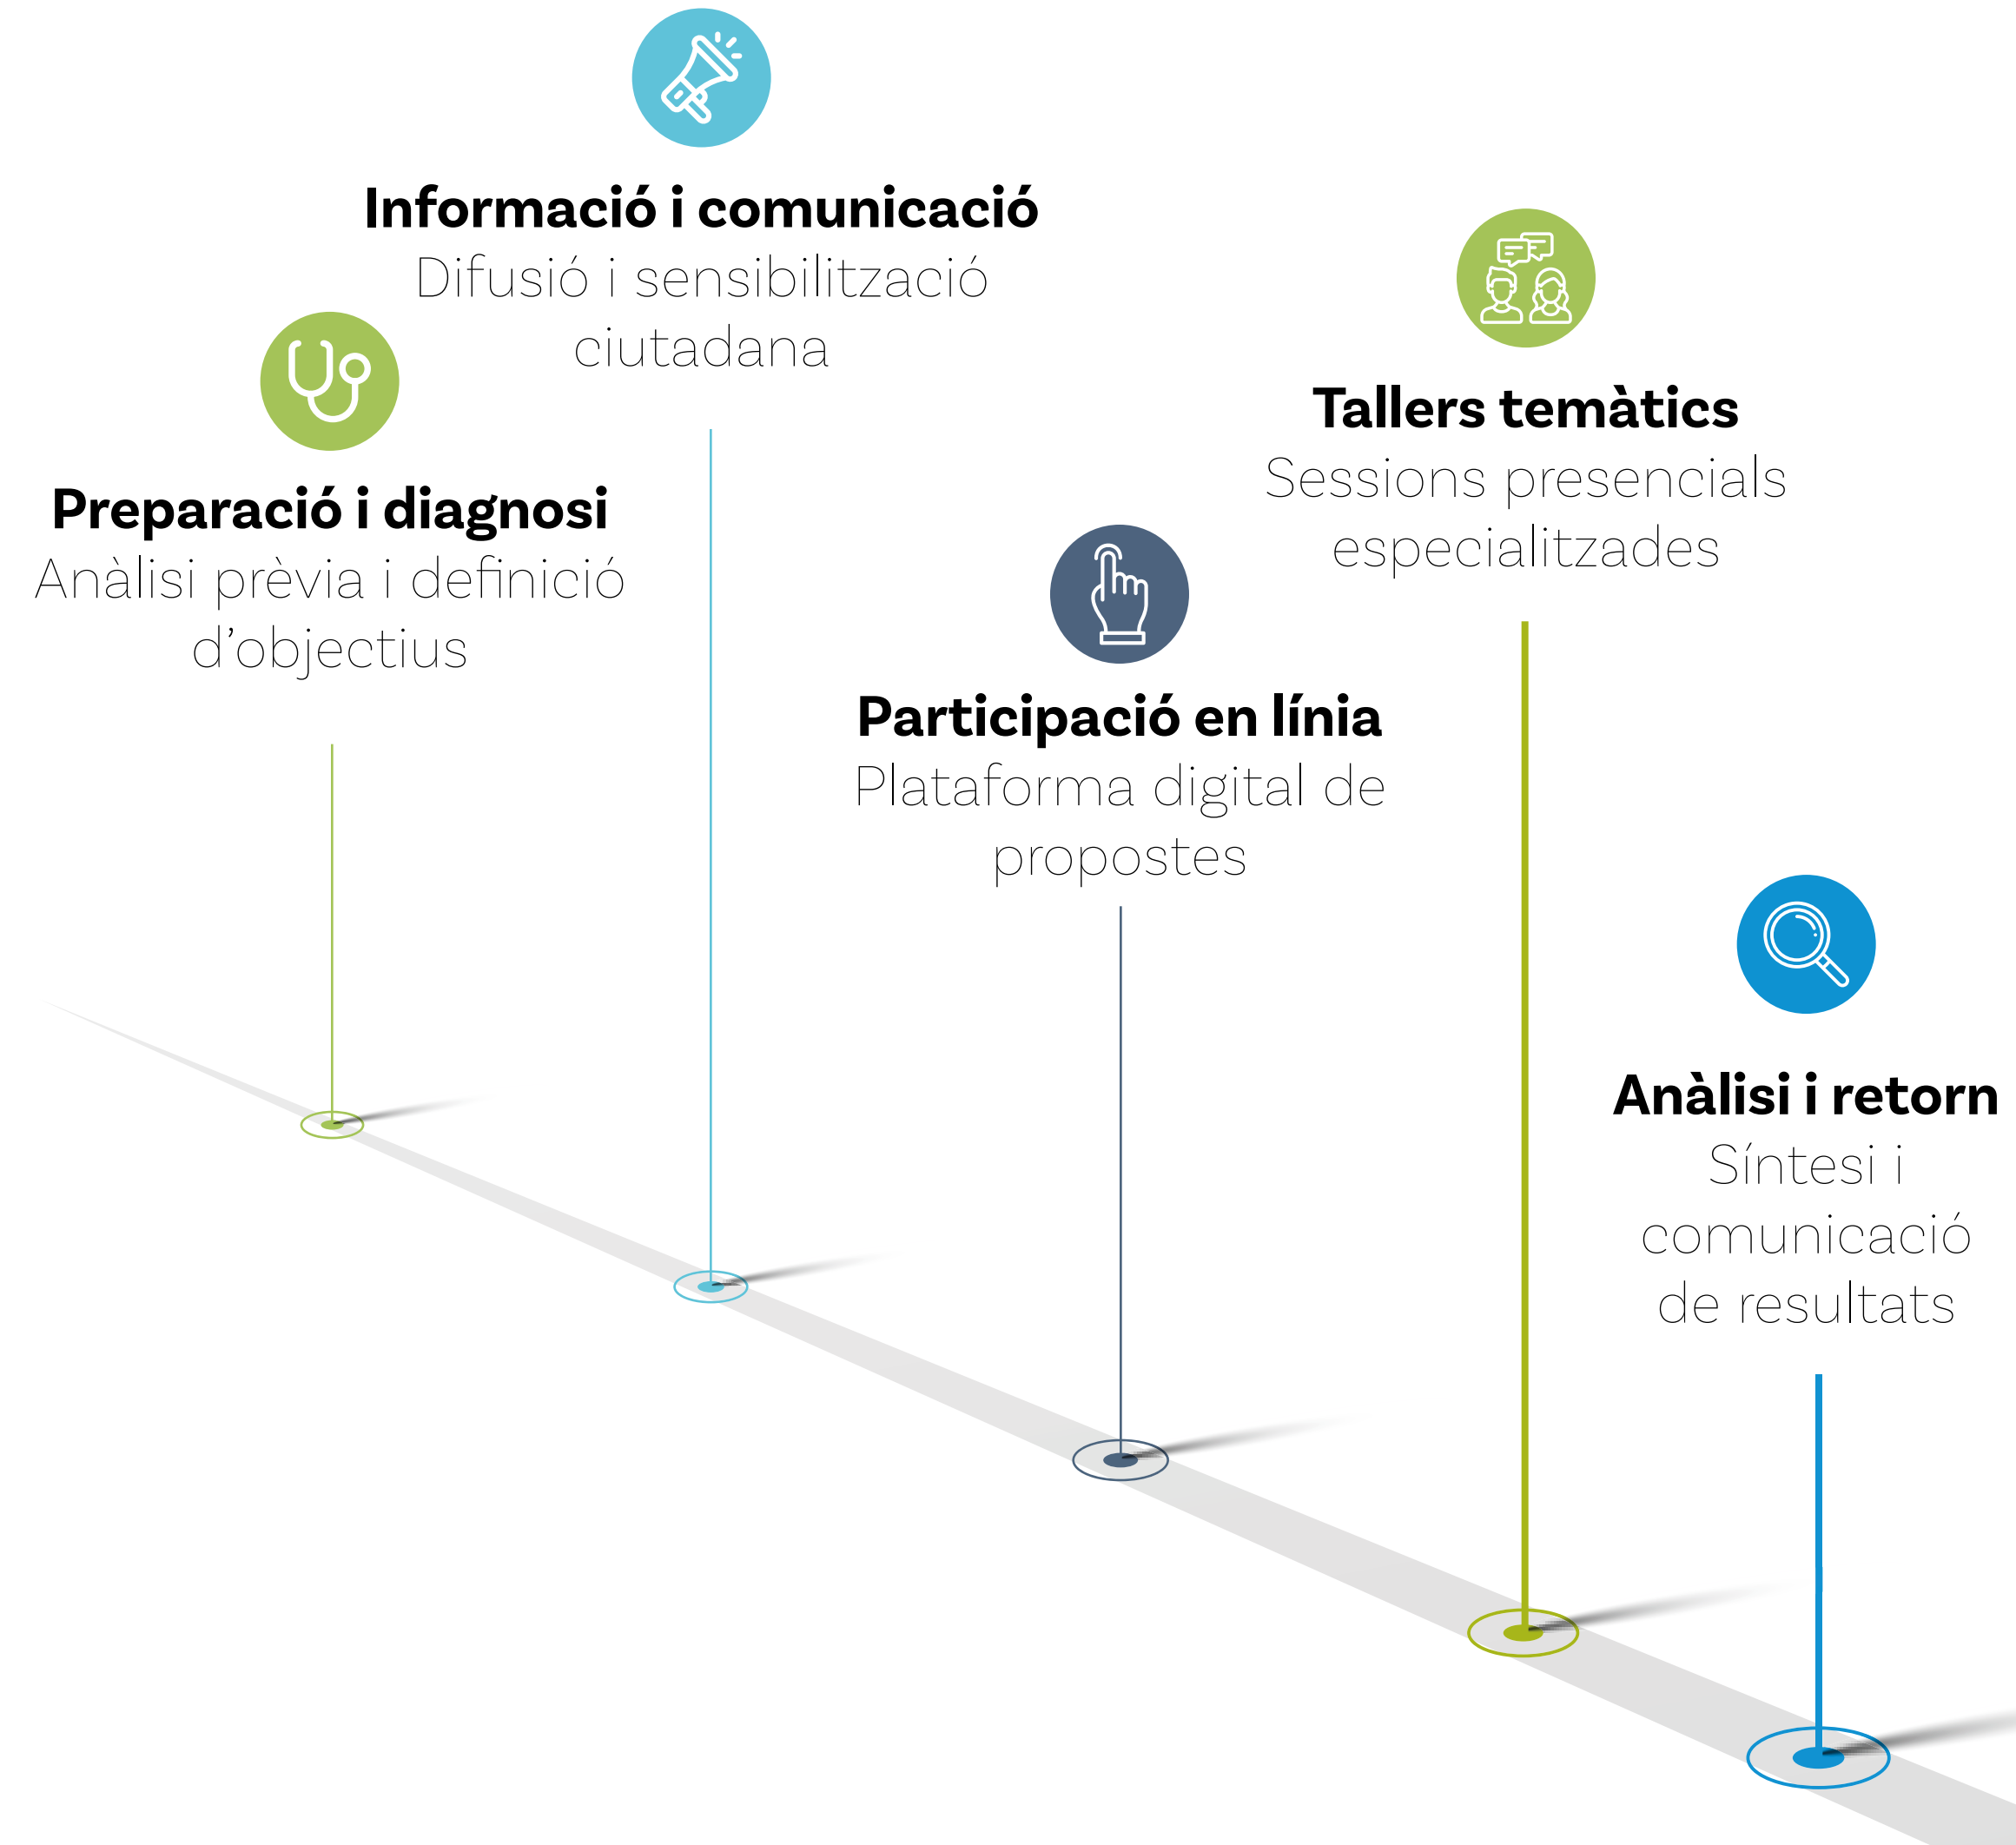 Preparació i diagnosi
Anàlisi prèvia i definició
d’objectius
Informació i comunicació
Difusió i sensibilització
ciutadana
Participació en línia
Plataforma digital de
propostes
Tallers temàtics
Sessions presencials
especialitzades
Anàlisi i retorn
Síntesi i
comunicació
de resultats